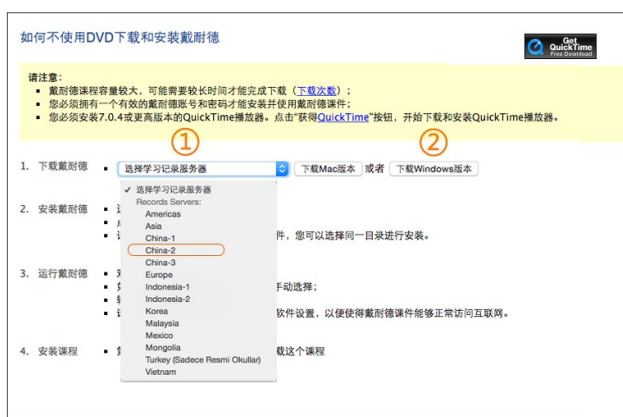 如何不使用DVD下载和安装戴耐德
Get
QuickTime
Free Download
请注意：
▪ 戴耐德课程容量较大，可能需要较长时间才能完成下载（下载次数）；
▪ 您必须拥有一个有效的戴耐德账号和密码才能安装并使用戴耐德课件；
▪ 您必须安装7.0.4或更高版本的QuickTime播放器。点击"获得QuickTime"按钮，开始下载和安装QuickTime播放器。
① ②
1. 下载戴耐德 ▪ 选择学习记录服务器 下载Mac版本 或者 下载Windows版本
✓ 选择学习记录服务器
Records Servers:
Americas
2. 安装戴耐德
Asia
China-1
件，您可以选择同一目录进行安装。
China-2
China-3
3. 运行戴耐德
Europe
Indonesia-1
手动选择；
Indonesia-2
Korea
软件设置，以便使得戴耐德课件能够正常访问互联网。
Malaysia
Mexico
Mongolia
4. 安装课程
载这个课程
Turkey (Sadece Resmi Okullar)
Vietnam